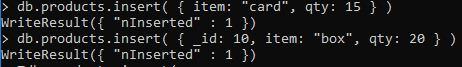 > db.products.insert( { item: "card", qty: 15 } )
WriteResult({ "nInserted" : 1 })
> db.products.insert( { _id: 10, item: "box", qty: 20 } )
WriteResult({ "nInserted" : 1 })